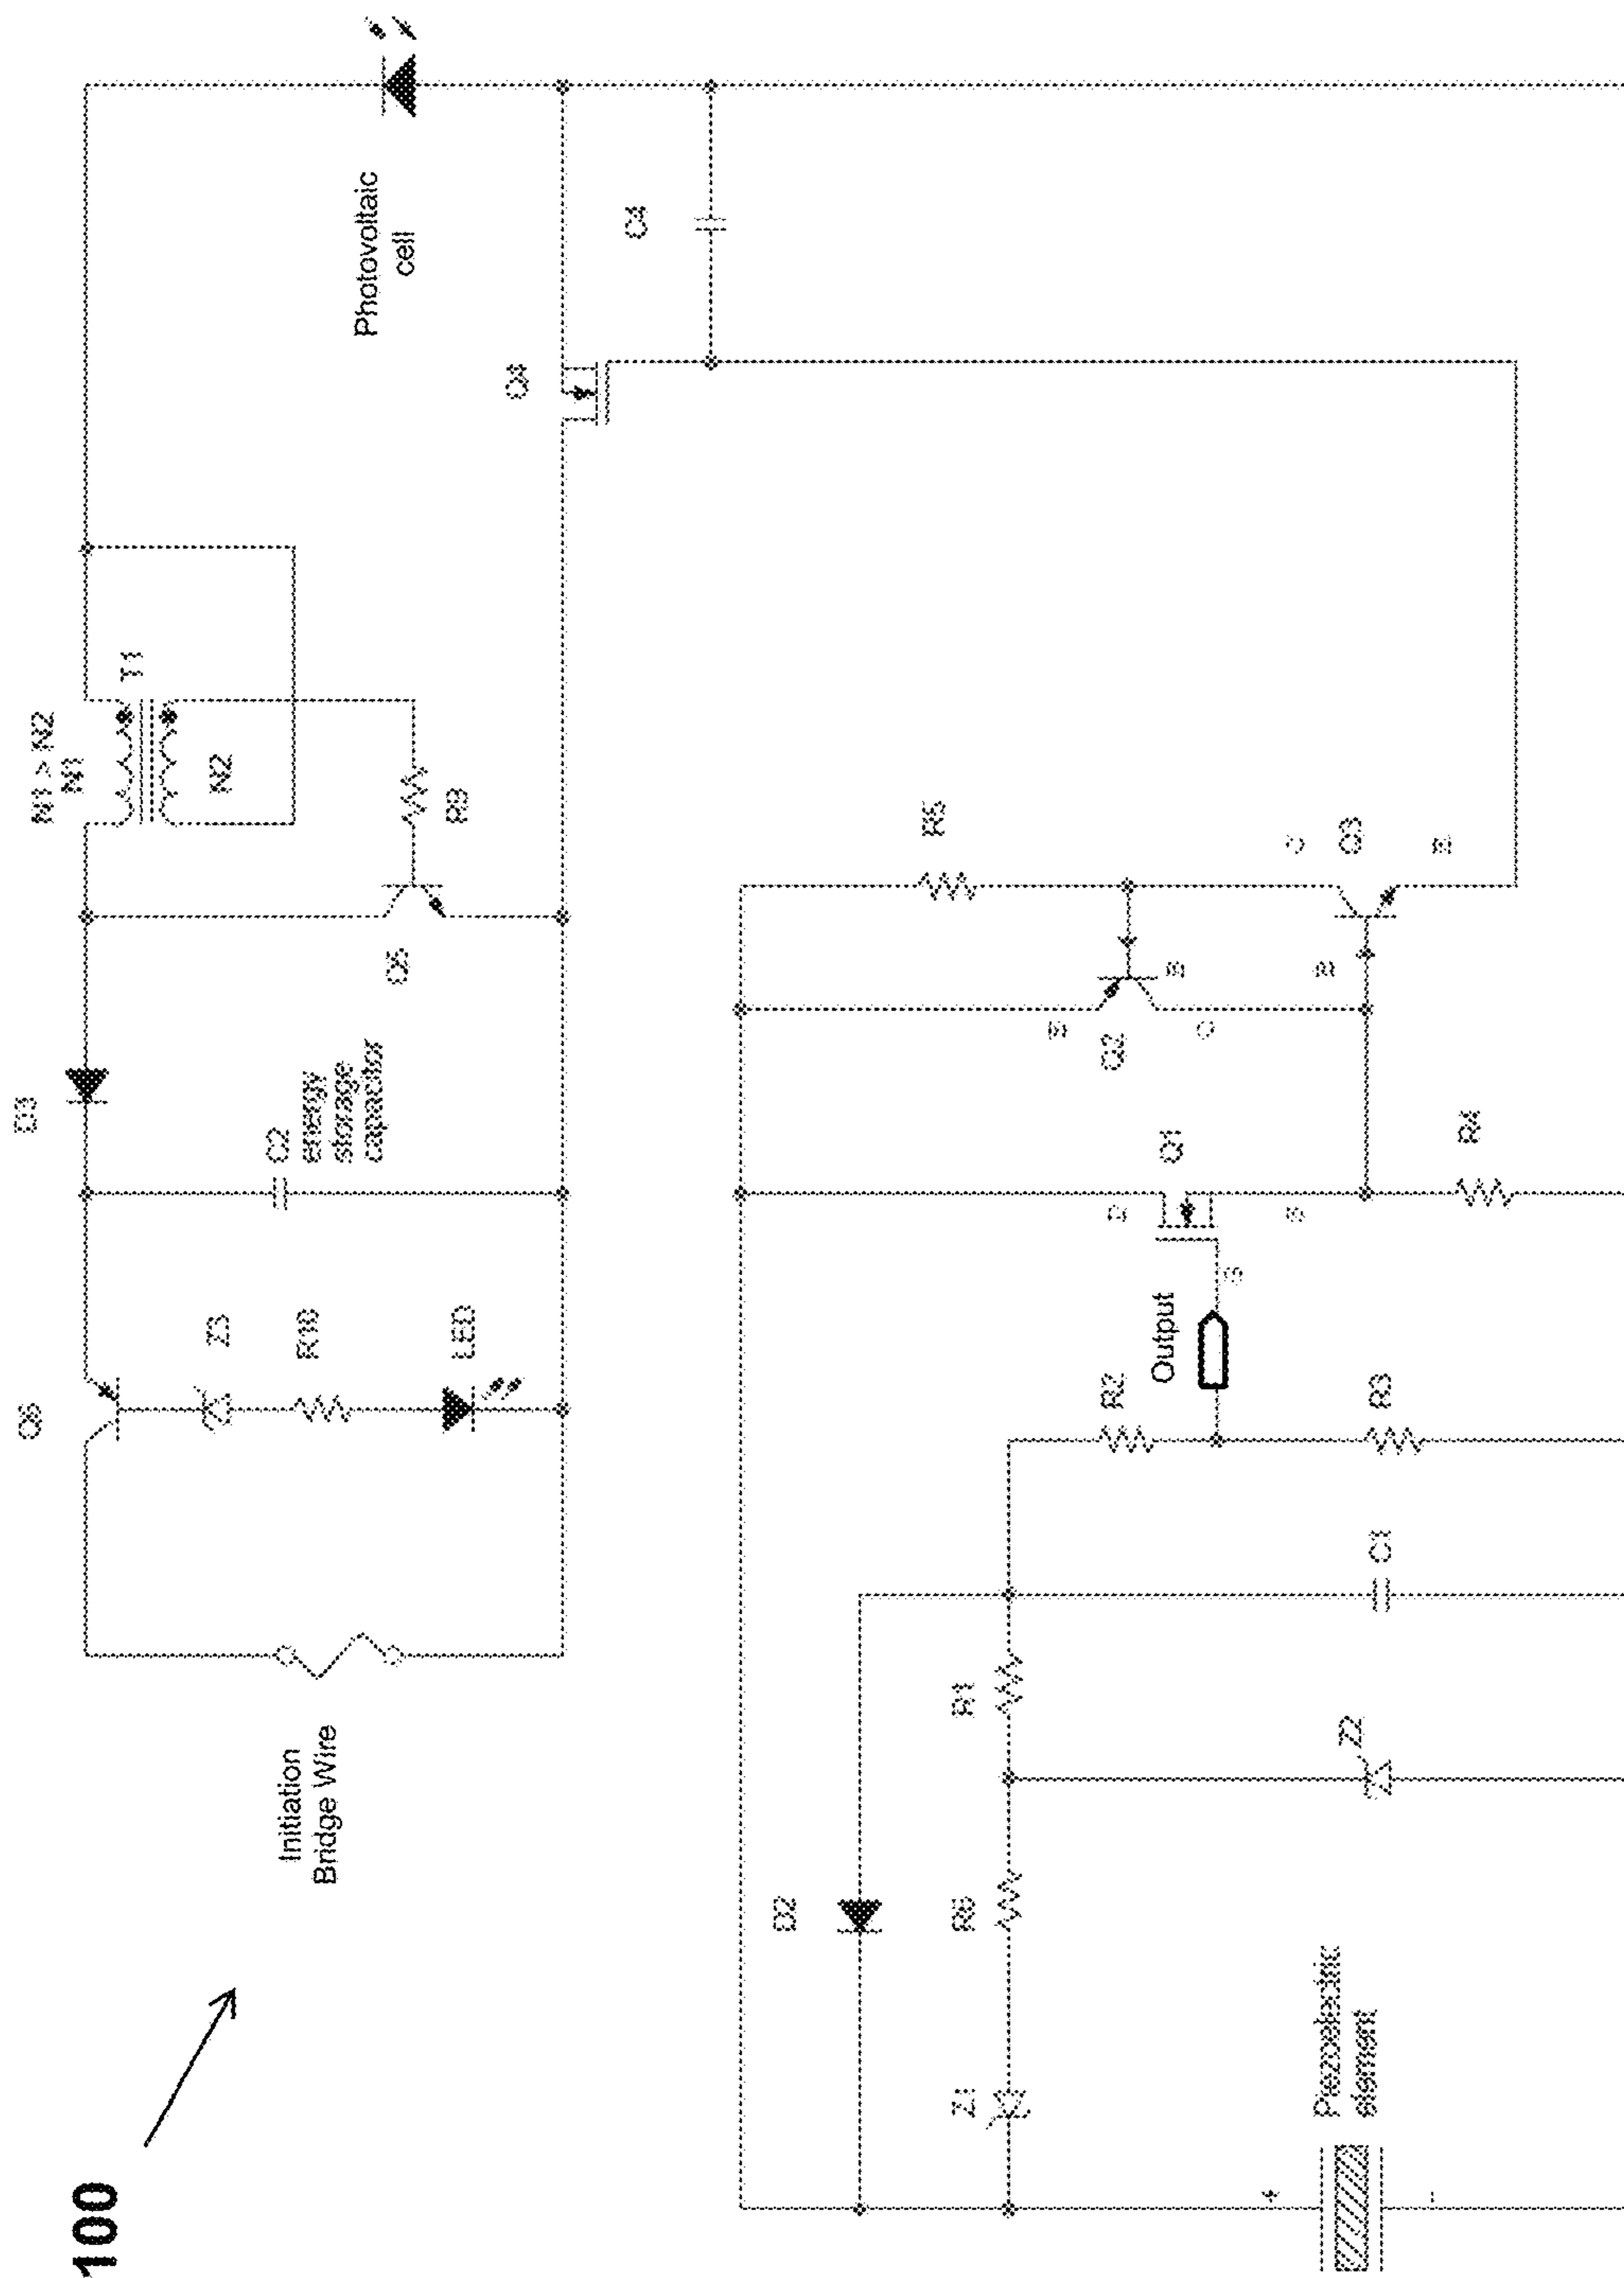 100
Initiation
Bridge Wire
Q6
Z3
R10
LED
D3
C2
energy
storage
capacitor
N1 > N2
N1
T1
N2
Q5
R9
Photovoltaic
cell
Q4
C4
D2
Z1
R6
R1
Piezoelectric
element
+
-
Z2
C1
R2
Output
R3
G
D
Q1
S
R4
E
Q2
C
B
B
R5
C
Q3
E